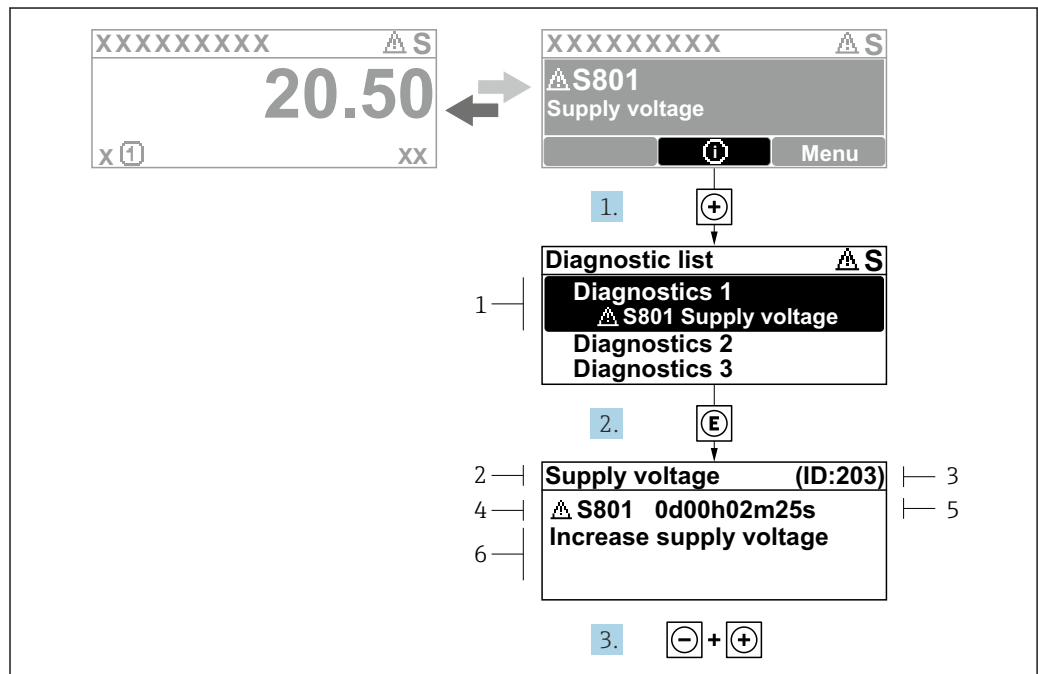 XXXXXXXXX ⚠ S
20.50
x ① xx
XXXXXXXXX ⚠ S
⚠ S801
Supply voltage
ⓘ Menu
1. ⊕
Diagnostic list ⚠ S
1 Diagnostics 1
⚠ S801 Supply voltage
Diagnostics 2
Diagnostics 3
2. Ⓔ
2 Supply voltage (ID:203) 3
4 ⚠ S801 0d00h02m25s 5
6 Increase supply voltage
3. ⊖ + ⊕